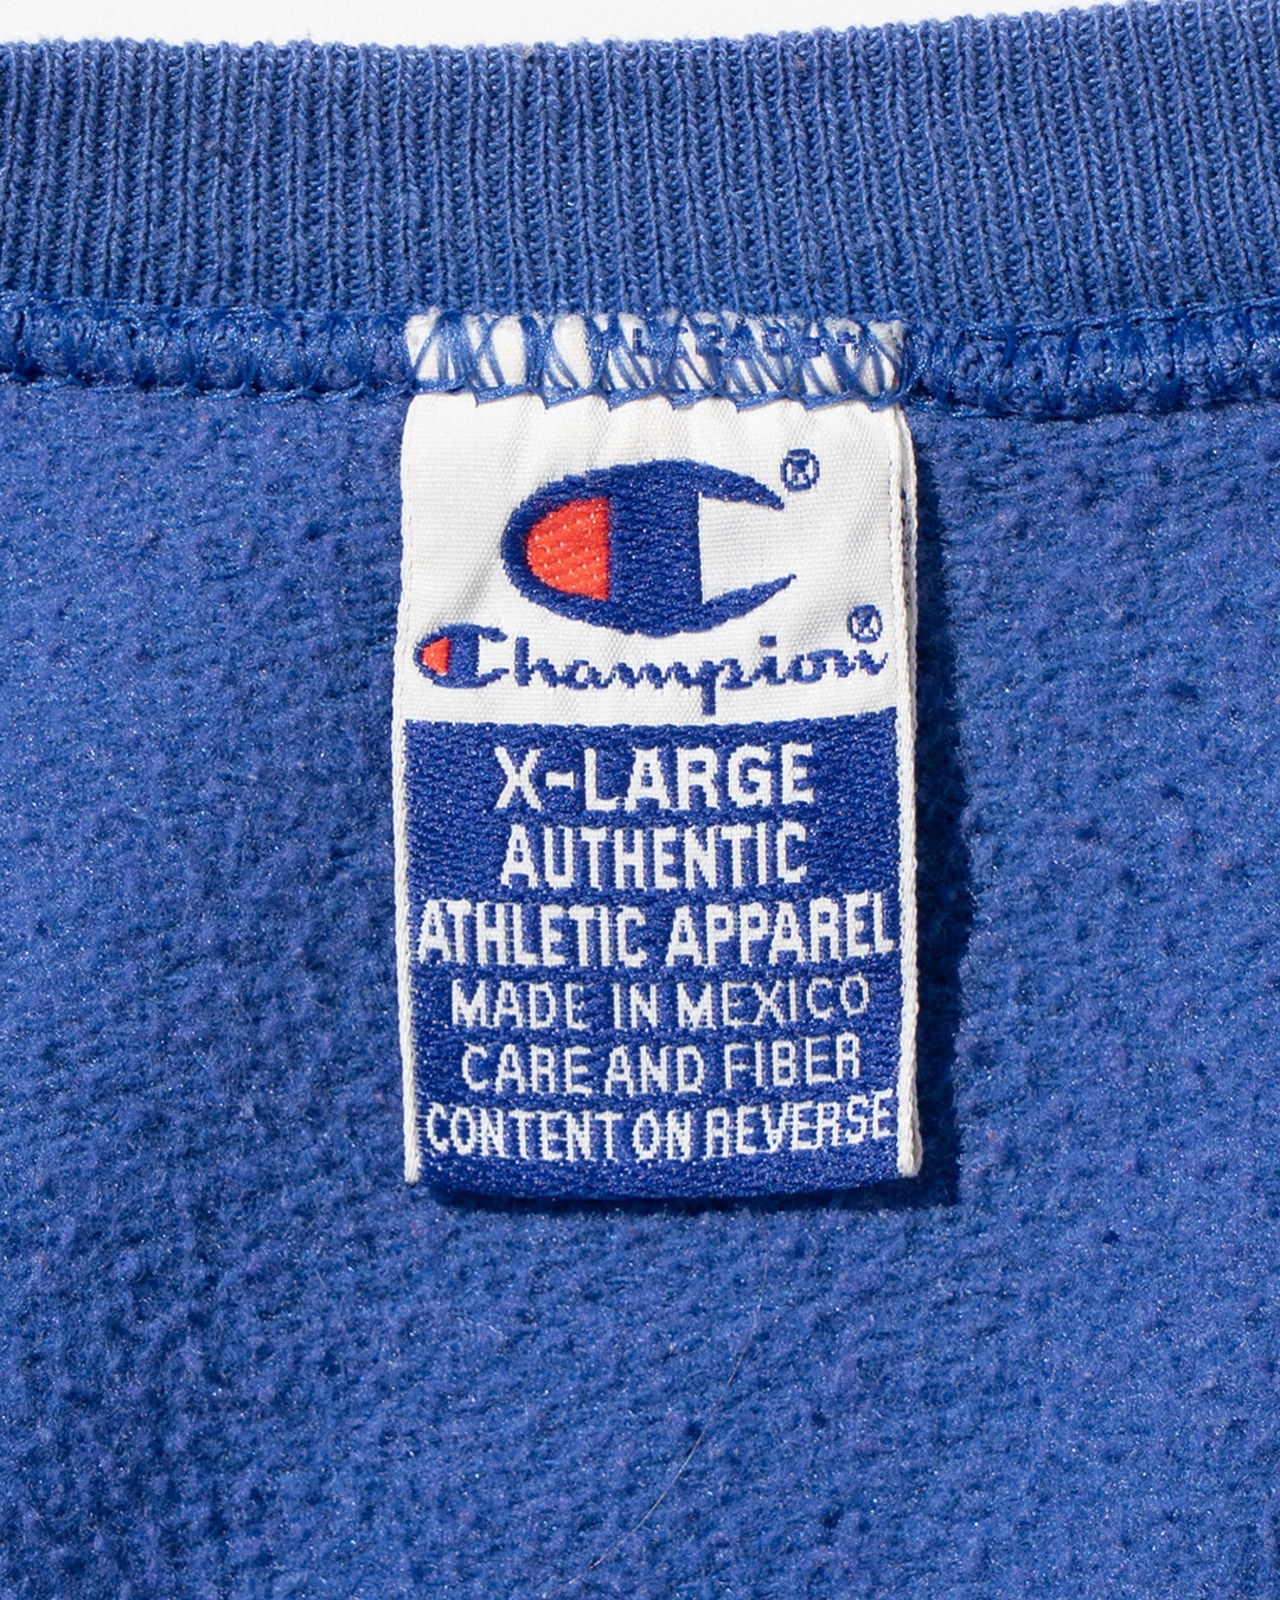 ®
Champion®
X-LARGE
AUTHENTIC
ATHLETIC APPAREL
MADE IN MEXICO
CARE AND FIBER
CONTENT ON REVERSE